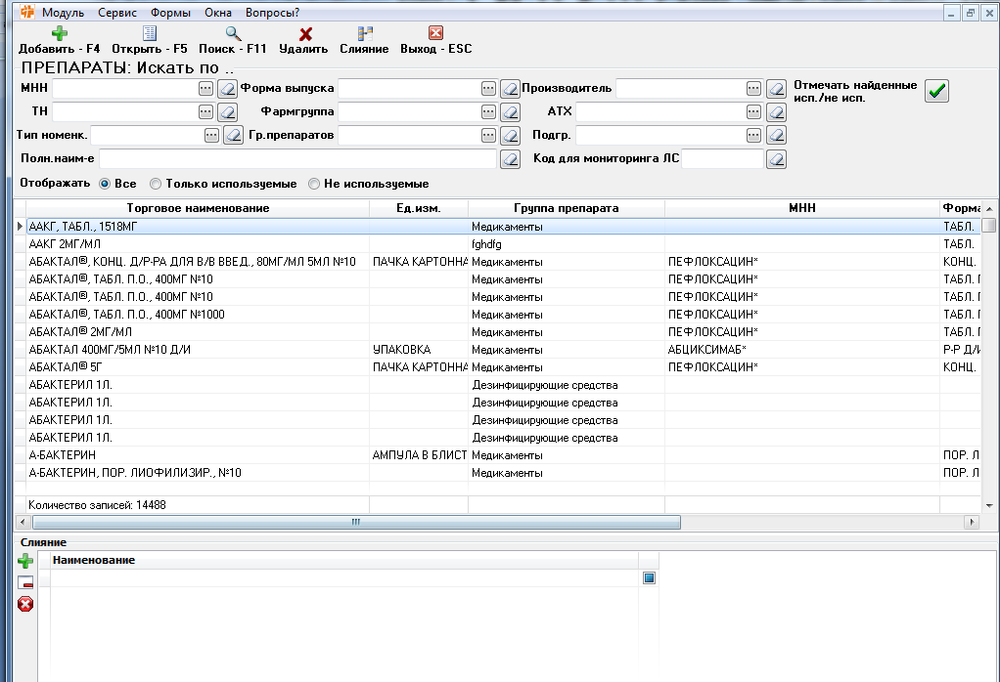 Модуль Сервис Формы Окна Вопросы?
Добавить - F4 Открыть - F5 Поиск - F11 Удалить Слияние Выход - ESC
ПРЕПАРАТЫ: Искать по ..
МНН Форма выпуска Производитель Отмечать найденные
исп./не исп.
ТН Фармгруппа АТХ
Тип номенк. Гр.препаратов Подгр.
Полн.наим-е Код для мониторинга ЛС
Отображать Все Только используемые Не используемые
Торговое наименование Ед.изм. Группа препарата МНН Форма
ААКГ, ТАБЛ., 1518МГ Медикаменты ТАБЛ.
ААКГ 2МГ/МЛ fghdfg ТАБЛ.
АБАКТАЛ®, КОНЦ. Д/Р-РА ДЛЯ В/В ВВЕД., 80МГ/МЛ 5МЛ №10 ПАЧКА КАРТОННА Медикаменты ПЕФЛОКСАЦИН* КОНЦ.
АБАКТАЛ®, ТАБЛ. П.О., 400МГ №10 Медикаменты ПЕФЛОКСАЦИН* ТАБЛ. П
АБАКТАЛ®, ТАБЛ. П.О., 400МГ №10 Медикаменты ПЕФЛОКСАЦИН* ТАБЛ. П
АБАКТАЛ®, ТАБЛ. П.О., 400МГ №1000 Медикаменты ПЕФЛОКСАЦИН* ТАБЛ. П
АБАКТАЛ® 2МГ/МЛ Медикаменты ПЕФЛОКСАЦИН* ТАБЛ. П
АБАКТАЛ 400МГ/5МЛ №10 Д/И УПАКОВКА Медикаменты АБЦИКСИМАБ* Р-Р Д/И
АБАКТАЛ® 5Г ПАЧКА КАРТОННА Медикаменты ПЕФЛОКСАЦИН* КОНЦ.
АБАКТЕРИЛ 1Л. Дезинфицирующие средства
АБАКТЕРИЛ 1Л. Дезинфицирующие средства
АБАКТЕРИЛ 1Л. Дезинфицирующие средства
АБАКТЕРИЛ 1Л. Дезинфицирующие средства
А-БАКТЕРИН АМПУЛА В БЛИСТ Медикаменты ПОР. Л
А-БАКТЕРИН, ПОР. ЛИОФИЛИЗИР., №10 Медикаменты ПОР. Л
Количество записей: 14488
Слияние
Наименование